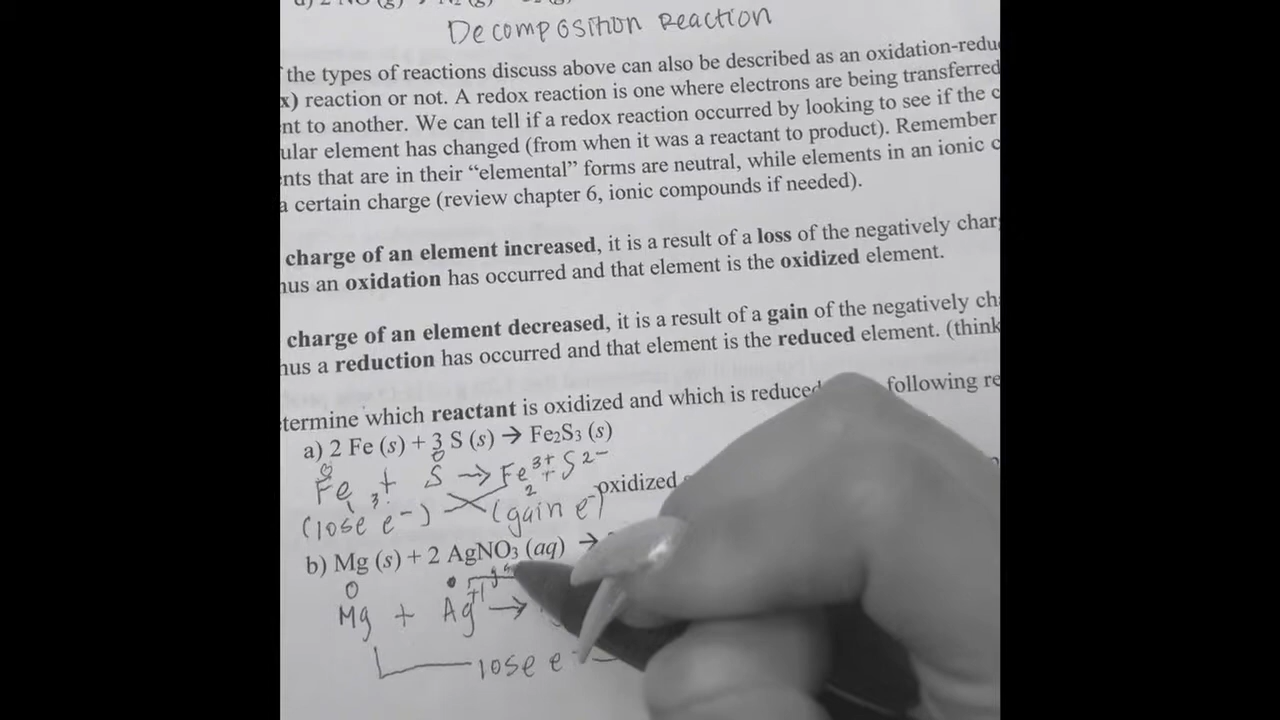 Decomposition Reaction
the types of reactions discuss above can also be described as an oxidation-redu
x) reaction or not. A redox reaction is one where electrons are being transferred
nt to another. We can tell if a redox reaction occurred by looking to see if the c
ular element has changed (from when it was a reactant to product). Remember
nts that are in their “elemental” forms are neutral, while elements in an ionic c
a certain charge (review chapter 6, ionic compounds if needed).
charge of an element increased, it is a result of a loss of the negatively char
hus an oxidation has occurred and that element is the oxidized element.
charge of an element decreased, it is a result of a gain of the negatively ch
hus a reduction has occurred and that element is the reduced element. (think
termine which reactant is oxidized and which is reduced following re
a) 2 Fe (s) + 3 S (s) → Fe₂S₃ (s)
Fe + S → Fe³⁺ + S²⁻
oxidized
(lose e⁻) (gain e⁻)
b) Mg (s) + 2 AgNO₃ (aq) →
0
Mg + Ag⁺¹ →
lose e